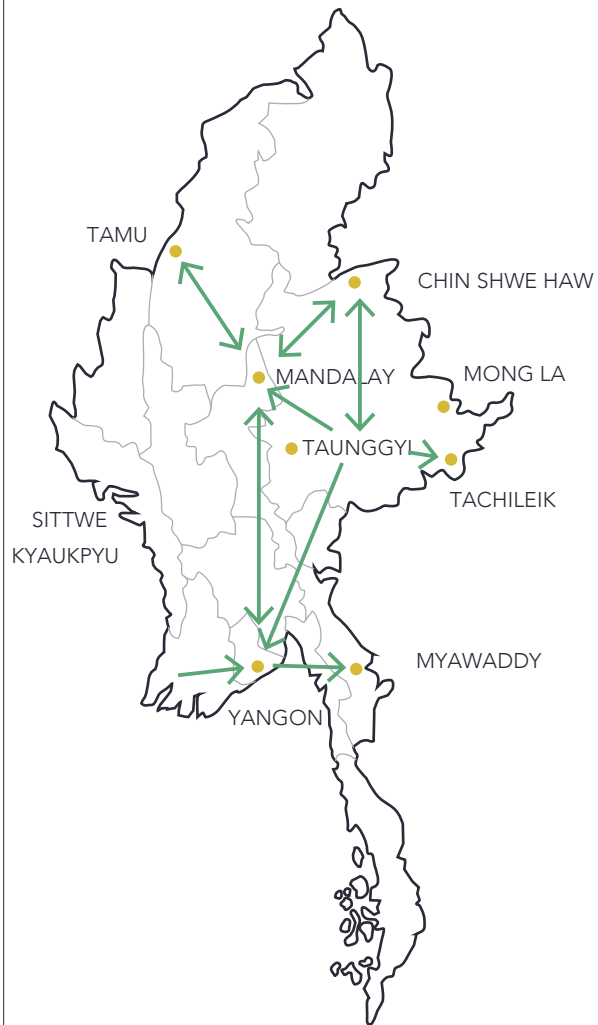 TAMU
CHIN SHWE HAW
MONG LA
MANDALAY
TAUNGGYI
TACHILEIK
SITTWE
KYAUKPYU
MYAWADDY
YANGON